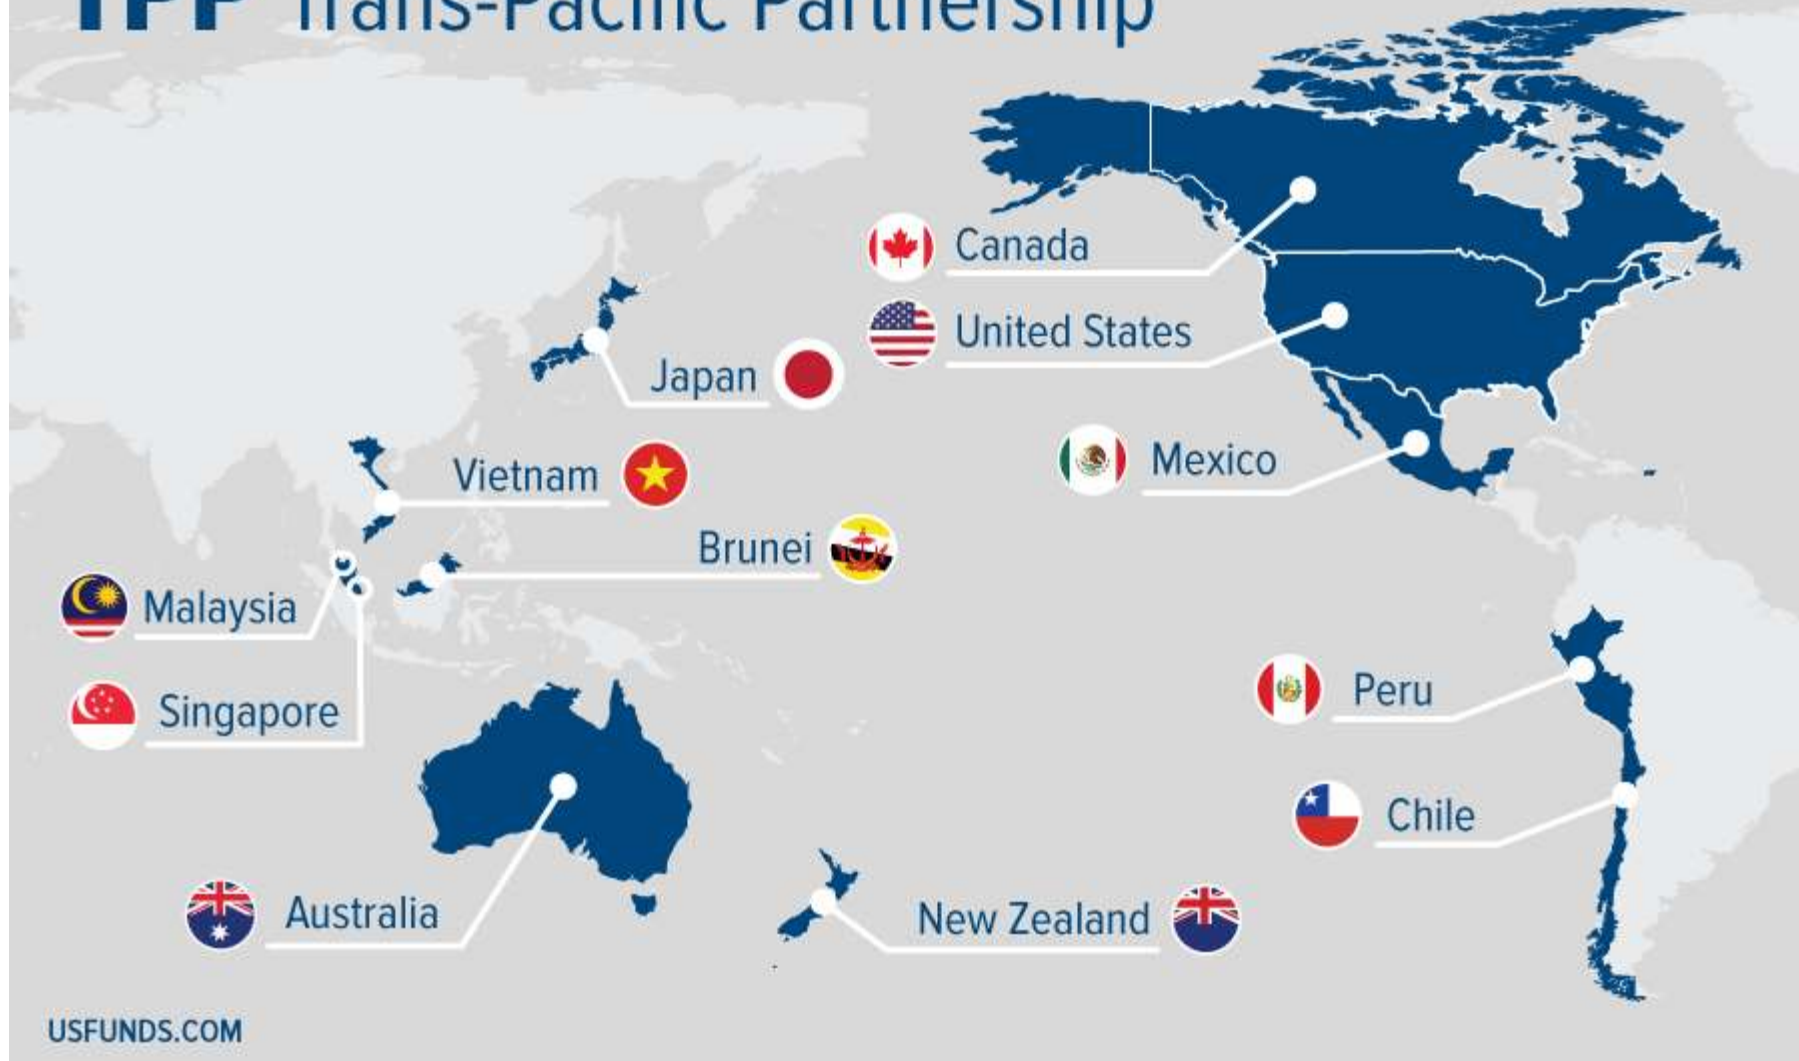 TPP Trans-Pacific Partnership
Canada
United States
Japan
Mexico
Vietnam
Brunei
Malaysia
Singapore
Peru
Chile
Australia
New Zealand
USFUNDS.COM